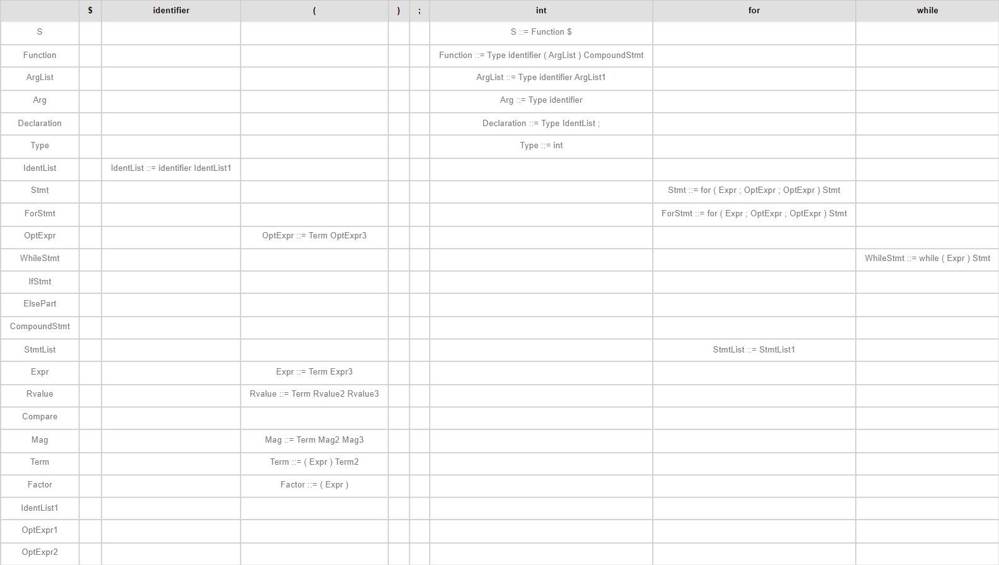 $ identifier ( ) ; int for while
S S ::= Function $
Function Function ::= Type identifier ( ArgList ) CompoundStmt
ArgList ArgList ::= Type identifier ArgList1
Arg Arg ::= Type identifier
Declaration Declaration ::= Type IdentList ;
Type Type ::= int
IdentList IdentList ::= identifier IdentList1
Stmt Stmt ::= for ( Expr ; OptExpr ; OptExpr ) Stmt
ForStmt ForStmt ::= for ( Expr ; OptExpr ; OptExpr ) Stmt
OptExpr OptExpr ::= Term OptExpr3
WhileStmt WhileStmt ::= while ( Expr ) Stmt
IfStmt
ElsePart
CompoundStmt
StmtList StmtList ::= StmtList1
Expr Expr ::= Term Expr3
Rvalue Rvalue ::= Term Rvalue2 Rvalue3
Compare
Mag Mag ::= Term Mag2 Mag3
Term Term ::= ( Expr ) Term2
Factor Factor ::= ( Expr )
IdentList1
OptExpr1
OptExpr2